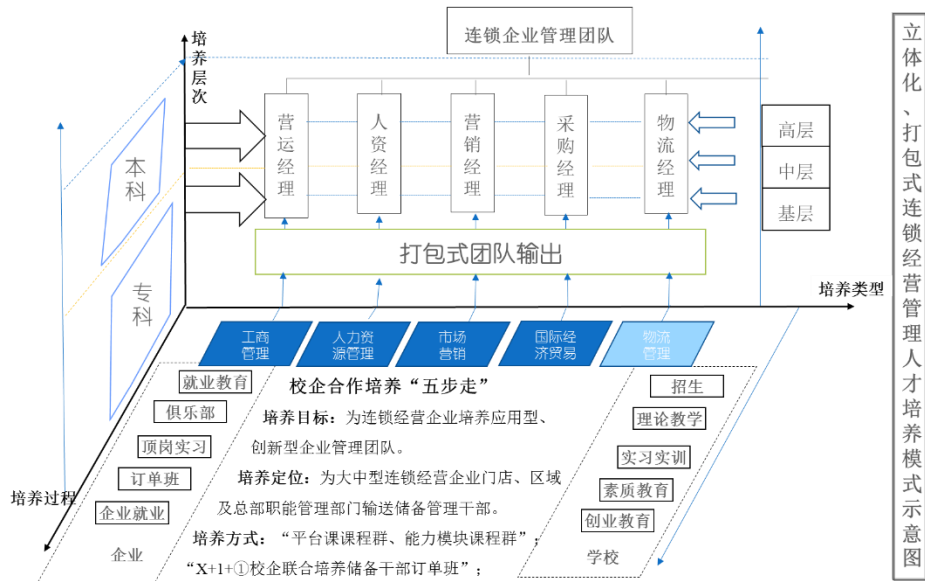 培养层次
连锁企业管理团队
营运经理
人资经理
营销经理
采购经理
物流经理
高层
中层
基层
本科
专科
打包式团队输出
培养类型
工商
管理
人力资
源管理
市场
营销
国际经
济贸易
物流
管理
就业教育
俱乐部
顶岗实习
订单班
企业就业
企业
培养过程
校企合作培养“五步走”
培养目标：为连锁经营企业培养应用型、
创新型企业管理团队。
培养定位：为大中型连锁经营企业门店、区域
及总部职能管理部门输送储备管理干部。
培养方式：“平台课课程群、能力模块课程群”；
“X+1+①校企联合培养储备干部订单班”；
招生
理论教学
实习实训
素质教育
创业教育
学校
立体化、打包式连锁经营管理人才培养模式示意图